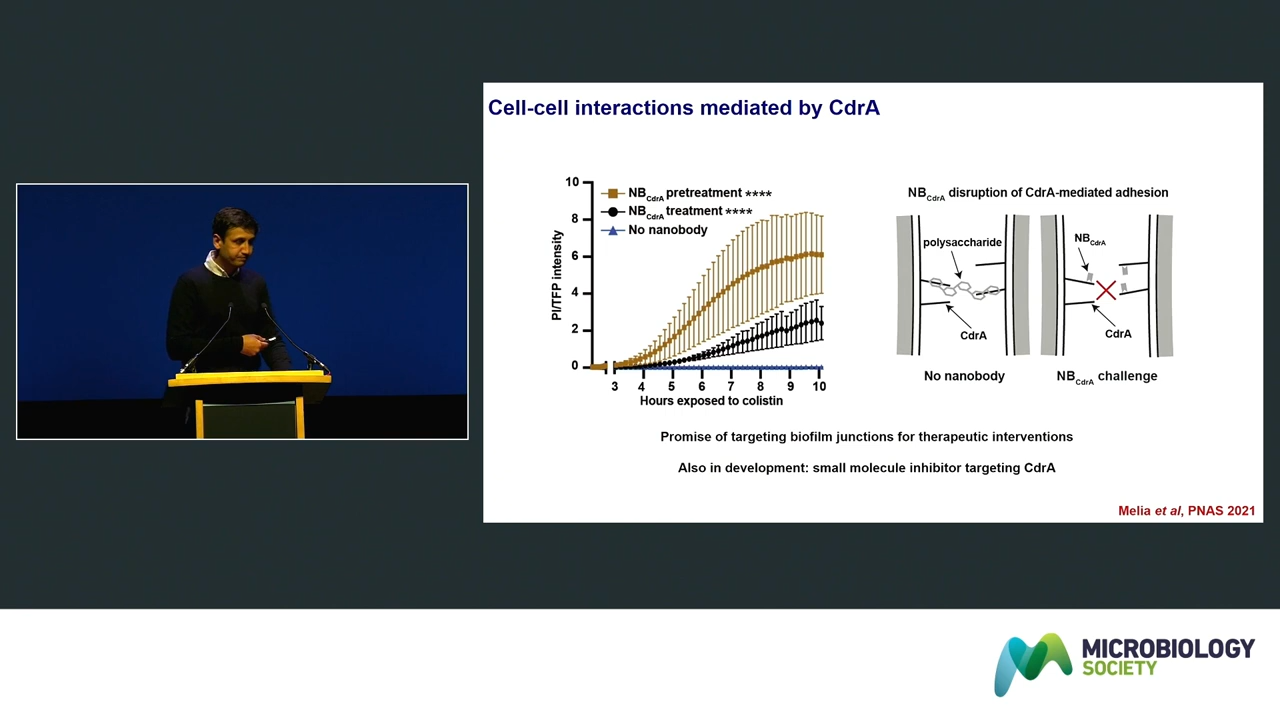 Cell-cell interactions mediated by CdrA
10
8
6
4
2
0
PI/TFP intensity
NBCdrA pretreatment ****
NBCdrA treatment ****
No nanobody
3 4 5 6 7 8 9 10
Hours exposed to colistin
NBCdrA disruption of CdrA-mediated adhesion
polysaccharide
CdrA
No nanobody
NBCdrA
CdrA
NBCdrA challenge
Promise of targeting biofilm junctions for therapeutic interventions
Also in development: small molecule inhibitor targeting CdrA
Melia et al, PNAS 2021
MICROBIOLOGY
SOCIETY